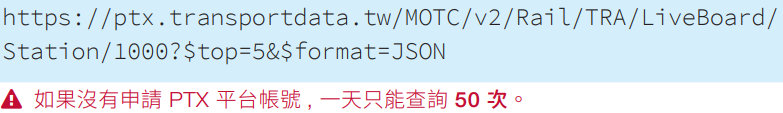 https://ptx.transportdata.tw/MOTC/v2/Rail/TRA/LiveBoard/
Station/1000?$top=5&$format=JSON
如果沒有申請 PTX 平台帳號，一天只能查詢 50 次。